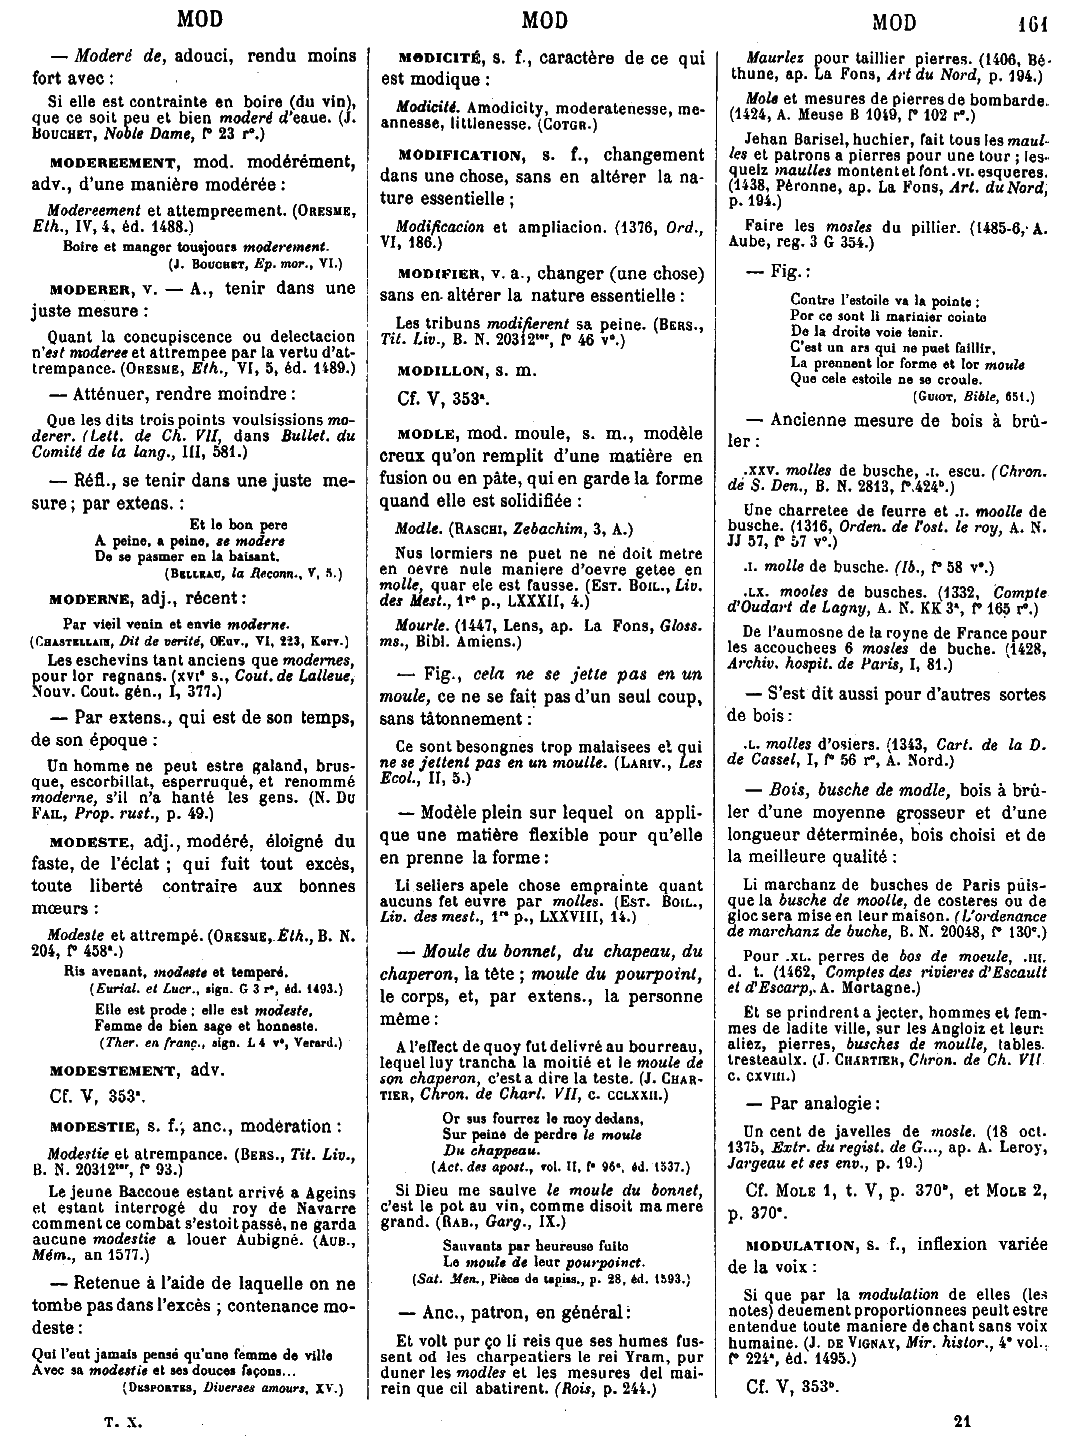 MOD
MOD
MOD
161
— Moderé de, adouci, rendu moins
fort avec :
Si elle est contrainte en boire (du vin),
que ce soit peu et bien moderé d'eaue. (J.
BOUCHET, Noble Dame, f° 23 r°.)
MODEREEMENT, mod. modérément,
adv., d'une manière modérée :
Modereement et attempreement. (ORESME,
Eth., IV, 4, éd. 1488.)
Boire et manger tousjours moderement.
(J. BOUCHET, Ep. mor., VI.)
MODERER, v. — A., tenir dans une
juste mesure :
Quant la concupiscence ou delectacion
n'est moderee et attrempee par la vertu d'at-
trempance. (ORESME, Eth., VI, 5, éd. 1489.)
— Atténuer, rendre moindre :
Que les dits trois points voulsissions mo-
derer. (Lett. de Ch. VII, dans Bullet. du
Comité de la lang., III, 581.)
— Réfl., se tenir dans une juste me-
sure ; par extens. :
Et le bon pere
A peine, a peine, se modere
De se pasmer en la baisant.
(BELLEAU, la Reconn., V, 5.)
MODERNE, adj., récent :
Par vieil venin et envie moderne.
(CHASTELLAIN, Dit de verité, OEuv., VI, 223, Kerv.)
Les eschevins tant anciens que modernes,
pour lor regnans. (XVIe s., Cout. de Lalleue,
Nouv. Cout. gén., I, 377.)
— Par extens., qui est de son temps,
de son époque :
Un homme ne peut estre galand, brus-
que, escorbillat, esperruqué, et renommé
moderne, s'il n'a hanté les gens. (N. DU
FAIL, Prop. rust., p. 49.)
MODESTE, adj., modéré, éloigné du
faste, de l'éclat ; qui fuit tout excès,
toute liberté contraire aux bonnes
mœurs :
Modeste et attrempé. (ORESME, Éth., B. N.
204, f° 458ª.)
Ris avenant, modeste et temperé.
(Eurial. et Lucr., sign. G 3 r°, éd. 1493.)
Elle est prode ; elle est modeste,
Femme de bien sage et honneste.
(Ther. en franç., sign. L 4 v°, Verard.)
MODESTEMENT, adv.
Cf. V, 353ª.
MODESTIE, s. f., anc., modération :
Modestie et atrempance. (BERS., Tit. Liv.,
B. N. 20312ter, f° 93.)
Le jeune Baccoue estant arrivé a Ageins
et estant interrogé du roy de Navarre
comment ce combat s'estoit passé, ne garda
aucune modestie a louer Aubigné. (AUB.,
Mém., an 1577.)
— Retenue à l'aide de laquelle on ne
tombe pas dans l'excès ; contenance mo-
deste :
Qui l'eut jamais pensé qu'une femme de ville
Avec sa modestie et ses douces façons...
(DESPORTES, Diverses amours, XV.)
MODICITÉ, s. f., caractère de ce qui
est modique :
Modicité. Amodicity, moderatenesse, me-
annesse, littlenesse. (COTGR.)
MODIFICATION, s. f., changement
dans une chose, sans en altérer la na-
ture essentielle ;
Modificacion et ampliacion. (1376, Ord.,
VI, 186.)
MODIFIER, v. a., changer (une chose)
sans en altérer la nature essentielle :
Les tribuns modifierent sa peine. (BERS.,
Tit. Liv., B. N. 20312ter, f° 46 v°.)
MODILLON, s. m.
Cf. V, 353ª.
MODLE, mod. moule, s. m., modèle
creux qu'on remplit d'une matière en
fusion ou en pâte, qui en garde la forme
quand elle est solidifiée :
Modle. (RASCHI, Zebachim, 3, A.)
Nus lormiers ne puet ne ne doit metre
en oevre nule maniere d'oevre getee en
molle, quar ele est fausse. (EST. BOIL., Liv.
des Mest., 1re p., LXXXII, 4.)
Mourle. (1447, Lens, ap. La Fons, Gloss.
ms., Bibl. Amiens.)
— Fig., cela ne se jette pas en un
moule, ce ne se fait pas d'un seul coup,
sans tâtonnement :
Ce sont besongnes trop malaisees et qui
ne se jettent pas en un moulle. (LARIV., Les
Ecol., II, 5.)
— Modèle plein sur lequel on appli-
que une matière flexible pour qu'elle
en prenne la forme :
Li seliers apele chose emprainte quant
aucuns fet euvre par molles. (EST. BOIL.,
Liv. des mest., 1re p., LXXVIII, 14.)
— Moule du bonnet, du chapeau, du
chaperon, la tête ; moule du pourpoint,
le corps, et, par extens., la personne
même :
A l'effect de quoy fut delivré au bourreau,
lequel luy trancha la moitié et le moule de
son chaperon, c'est a dire la teste. (J. CHAR-
TIER, Chron. de Charl. VII, c. CCLXXII.)
Or sus fourrez le moy dedans,
Sur peine de perdre le moule
Du chappeau.
(Act. des apost., vol. II, f° 96ª, éd. 1537.)
Si Dieu me saulve le moule du bonnet,
c'est le pot au vin, comme disoit ma mere
grand. (RAB., Garg., IX.)
Sauvants par heureuse fuite
Le moule de leur pourpoinct.
(Sat. Men., Pièce de tapiss., p. 28, éd. 1593.)
— Anc., patron, en général :
Et volt pur ço li reis que ses humes fus-
sent od les charpentiers le rei Yram, pur
duner les modles et les mesures del mai-
rein que cil abatirent. (Rois, p. 244.)
Maurlez pour taillier pierres. (1406, Bé-
thune, ap. La Fons, Art du Nord, p. 194.)
Mole et mesures de pierres de bombarde.
(1424, A. Meuse B 1049, f° 102 r°.)
Jehan Barisel, huchier, fait tous les maul-
les et patrons a pierres pour une tour ; les-
quelz maulles montent et font .VI. esqueres.
(1438, Péronne, ap. La Fons, Art. du Nord,
p. 194.)
Faire les mosles du pillier. (1485-6, A.
Aube, reg. 3 G 354.)
— Fig. :
Contre l'estoile va la pointe ;
Por ce sont li marinier cointe
De la droite voie tenir.
C'est un ars qui ne puet faillir,
La prennent lor forme et lor moule
Que cele estoile ne se croule.
(GUIOT, Bible, 651.)
— Ancienne mesure de bois à brû-
ler :
.XXV. molles de busche, .I. escu. (Chron.
de S. Den., B. N. 2813, f° 424b.)
Une charretee de feurre et .I. moolle de
busche. (1316, Orden. de l'ost. le roy, A. N.
JJ 57, f° 57 v°.)
.I. molle de busche. (Ib., f° 58 v°.)
.LX. mooles de busches. (1332, Compte
d'Oudart de Lagny, A. N. KK 3ª, f° 165 r°.)
De l'aumosne de la royne de France pour
les accouchees 6 mosles de buche. (1428,
Archiv. hospit. de Paris, I, 81.)
— S'est dit aussi pour d'autres sortes
de bois :
.L. molles d'osiers. (1343, Cart. de la D.
de Cassel, I, f° 56 r°, A. Nord.)
— Bois, busche de modle, bois à brû-
ler d'une moyenne grosseur et d'une
longueur déterminée, bois choisi et de
la meilleure qualité :
Li marchanz de busches de Paris puis-
que la busche de moolle, de costeres ou de
gloc sera mise en leur maison. (L'ordenance
de marchanz de buche, B. N. 20048, f° 130c.)
Pour .XL. perres de bos de moeule, .III.
d. t. (1462, Comptes des rivieres d'Escault
et d'Escarp, A. Mortagne.)
Et se prindrent a jecter, hommes et fem-
mes de ladite ville, sur les Angloiz et leurs
aliez, pierres, busches de moulle, tables,
tresteaulx. (J. CHARTIER, Chron. de Ch. VII
c. CXVIII.)
— Par analogie :
Un cent de javelles de mosle. (18 oct.
1375, Extr. du regist. de G..., ap. A. Leroy,
Jargeau et ses env., p. 19.)
Cf. MOLE 1, t. V, p. 370b, et MOLE 2,
p. 370c.
MODULATION, s. f., inflexion variée
de la voix :
Si que par la modulation de elles (les
notes) deuement proportionnees peult estre
entendue toute maniere de chant sans voix
humaine. (J. DE VIGNAY, Mir. histor., 4e vol.,
f° 224ª, éd. 1495.)
Cf. V, 353b.
T. X.
21